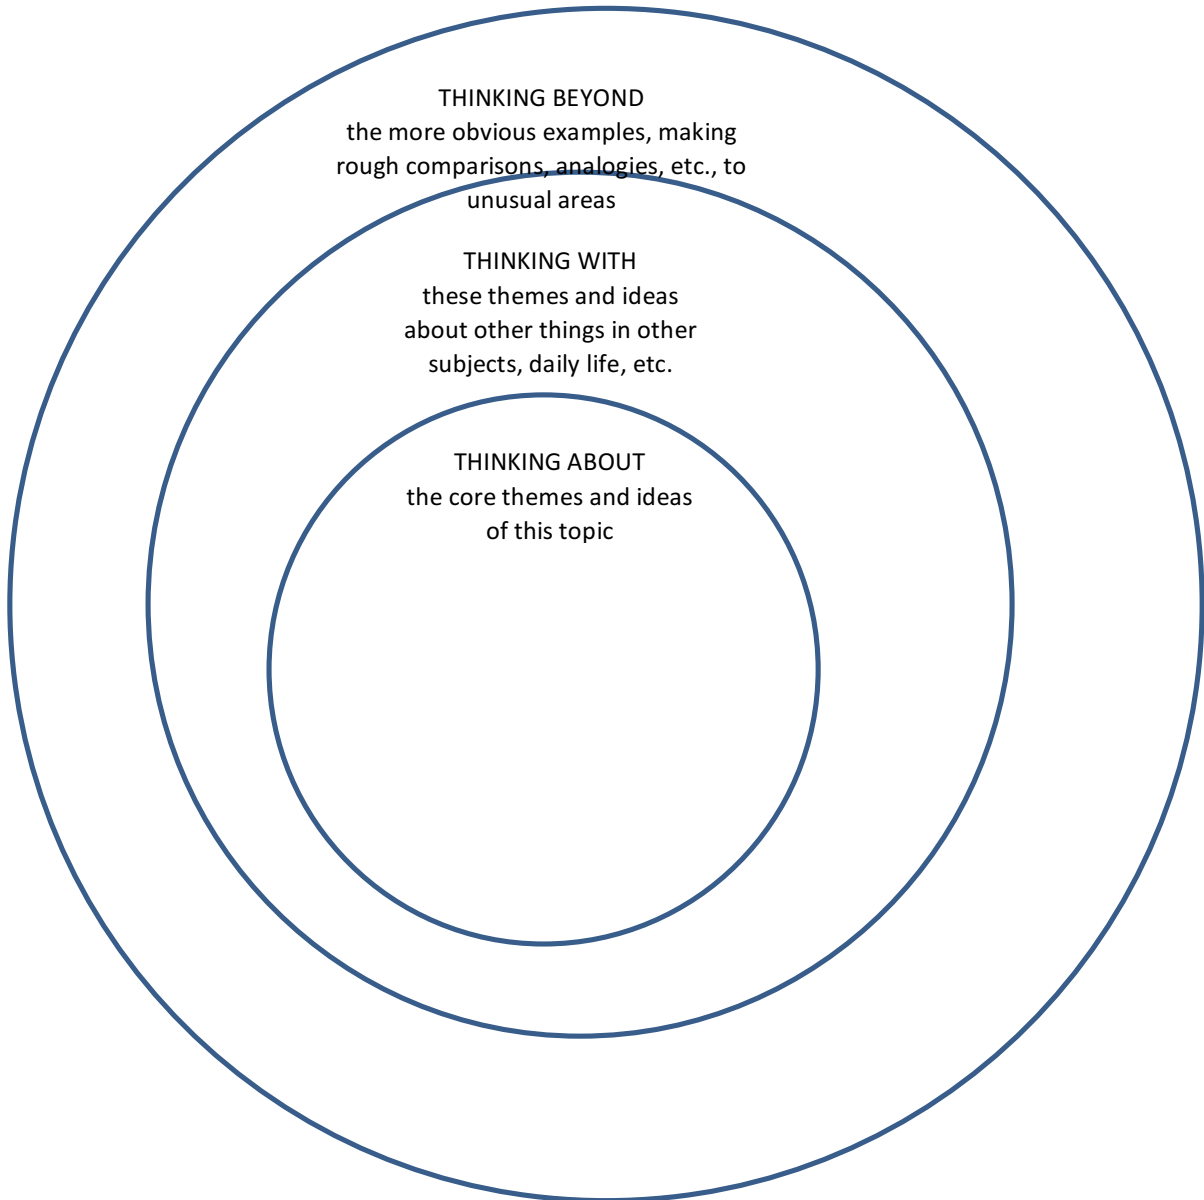 THINKING BEYOND
the more obvious examples, making
rough comparisons, analogies, etc., to
unusual areas
THINKING WITH
these themes and ideas
about other things in other
subjects, daily life, etc.
THINKING ABOUT
the core themes and ideas
of this topic